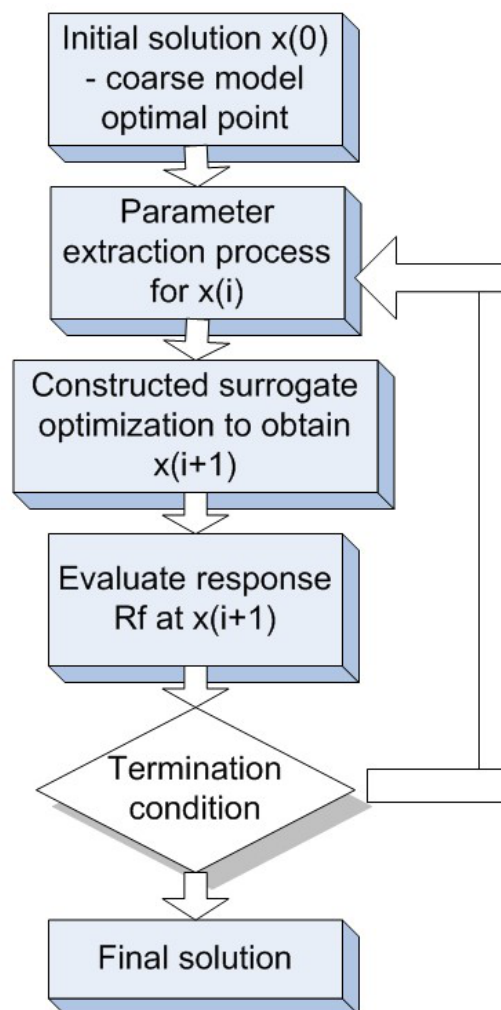 Initial solution x(0)
- coarse model
optimal point
Parameter
extraction process
for x(i)
Constructed surrogate
optimization to obtain
x(i+1)
Evaluate response
Rf at x(i+1)
Termination
condition
Final solution